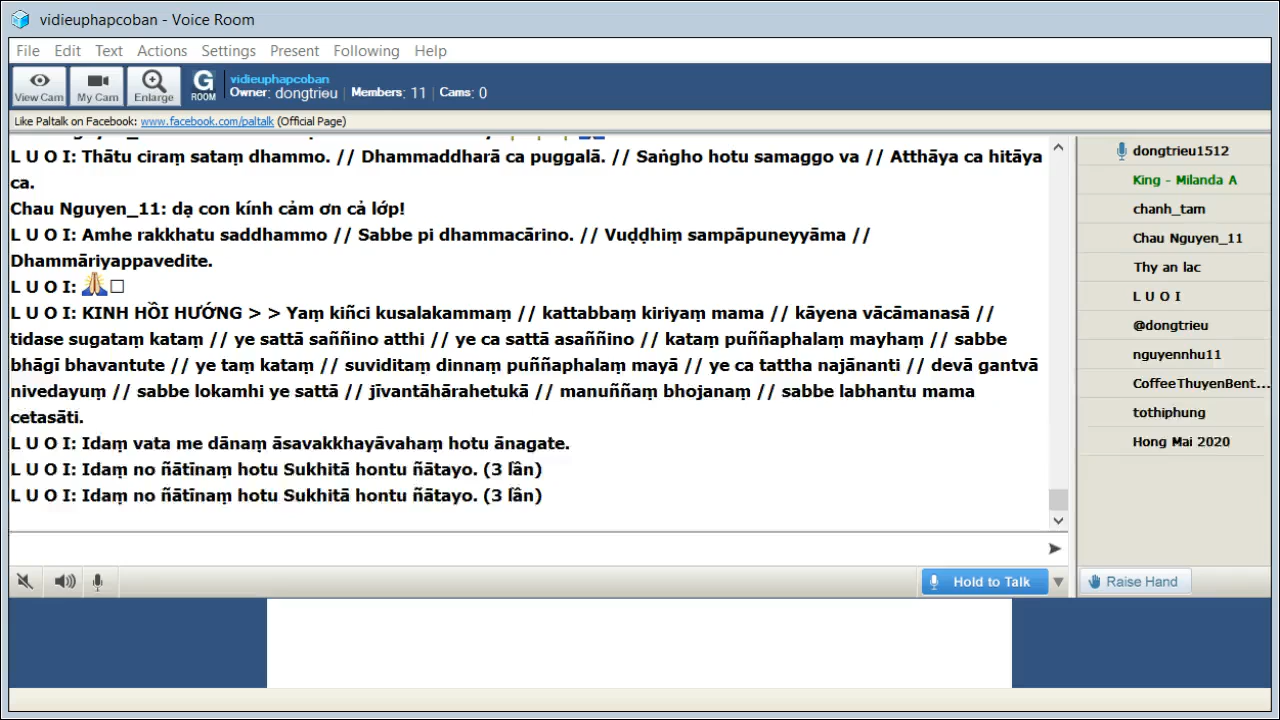 vidieuphapcoban - Voice Room
File Edit Text Actions Settings Present Following Help
View Cam My Cam Enlarge G ROOM vidieuphapcoban
Owner: dongtrieu | Members: 11 | Cams: 0
Like Paltalk on Facebook: www.facebook.com/paltalk (Official Page)
L U O I: Thātu ciraṃ sataṃ dhammo. // Dhammaddharā ca puggalā. // Saṅgho hotu samaggo va // Atthāya ca hitāya
ca.
Chau Nguyen_11: dạ con kính cảm ơn cả lớp!
L U O I: Amhe rakkhatu saddhammo // Sabbe pi dhammacārino. // Vuḍḍhiṃ sampāpuneyyāma //
Dhammāriyappavedite.
L U O I: 🙏□
L U O I: KINH HỒI HƯỚNG > > Yaṃ kiñci kusalakammaṃ // kattabbaṃ kiriyaṃ mama // kāyena vācāmanasā //
tidase sugataṃ kataṃ // ye sattā saññino atthi // ye ca sattā asaññino // kataṃ puññaphalaṃ mayhaṃ // sabbe
bhāgī bhavantute // ye taṃ kataṃ // suviditaṃ dinnaṃ puññaphalaṃ mayā // ye ca tattha najānanti // devā gantvā
nivedayuṃ // sabbe lokamhi ye sattā // jīvantāhārahetukā // manuññaṃ bhojanaṃ // sabbe labhantu mama
cetasāti.
L U O I: Idaṃ vata me dānaṃ āsavakkhayāvahaṃ hotu ānagate.
L U O I: Idaṃ no ñātīnaṃ hotu Sukhitā hontu ñātayo. (3 lần)
L U O I: Idaṃ no ñātīnaṃ hotu Sukhitā hontu ñātayo. (3 lần)
Hold to Talk
dongtrieu1512
King - Milanda A
chanh_tam
Chau Nguyen_11
Thy an lac
L U O I
@dongtrieu
nguyennhu11
CoffeeThuyenBent...
tothiphung
Hong Mai 2020
Raise Hand